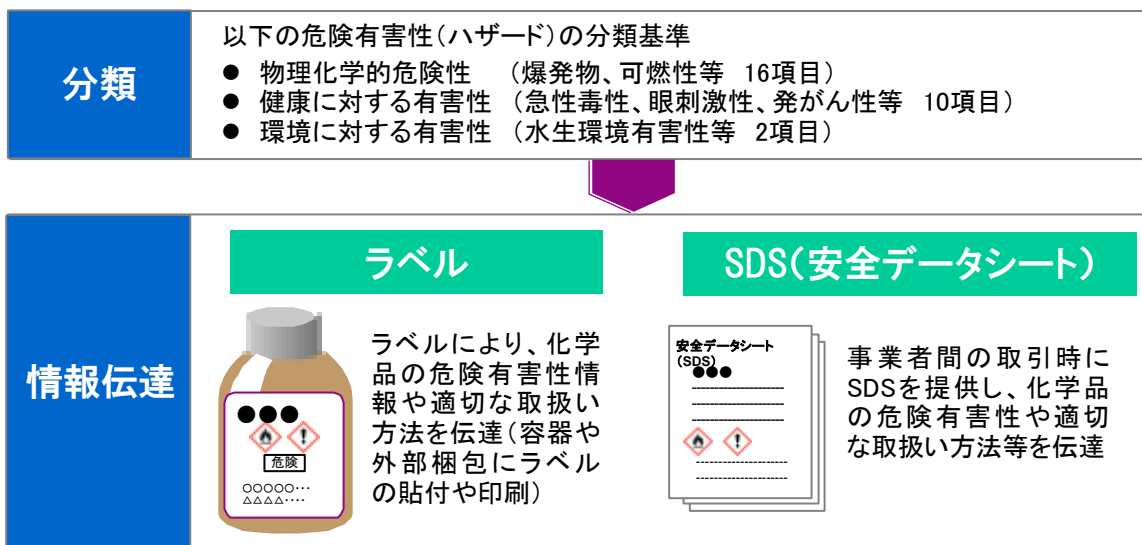 分類
以下の危険有害性(ハザード)の分類基準
● 物理化学的危険性 (爆発物、可燃性等 16項目)
● 健康に対する有害性 (急性毒性、眼刺激性、発がん性等 10項目)
● 環境に対する有害性 (水生環境有害性等 2項目)
情報伝達
ラベル
●●●
危険
○○○○○…
△△△△‥‥
ラベルにより、化学
品の危険有害性情
報や適切な取扱い
方法を伝達(容器や
外部梱包にラベル
の貼付や印刷)
SDS(安全データシート)
安全データシート
(SDS)
●●●
----------------------
----------------------
----------------------
----------------------
----------------------
事業者間の取引時に
SDSを提供し、化学品
の危険有害性や適切
な取扱い方法等を伝達